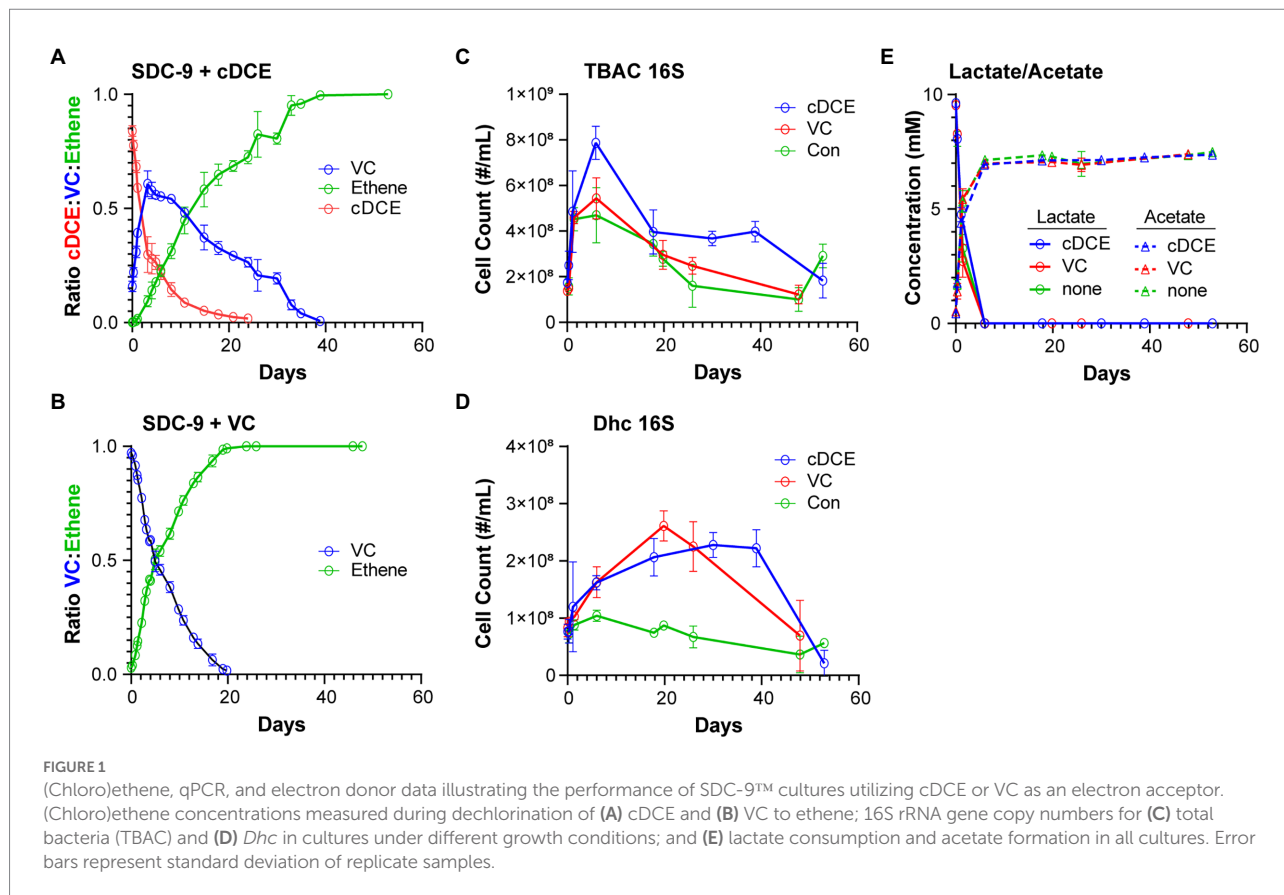 A
SDC-9 + cDCE
Ratio cDCE:VC:Ethene
1.0
0.5
0.0
0
20
40
60
Days
VC
Ethene
cDCE
B
SDC-9 + VC
Ratio VC:Ethene
1.0
0.5
0.0
0
20
40
60
Days
VC
Ethene
C
TBAC 16S
Cell Count (#/mL)
1×10⁹
8×10⁸
6×10⁸
4×10⁸
2×10⁸
0
0
20
40
60
Days
cDCE
VC
Con
D
Dhc 16S
Cell Count (#/mL)
4×10⁸
3×10⁸
2×10⁸
1×10⁸
0
0
20
40
60
Days
cDCE
VC
Con
E
Lactate/Acetate
Concentration (mM)
10
5
0
0
20
40
60
Days
Lactate
cDCE
VC
none
Acetate
cDCE
VC
none
FIGURE 1
(Chloro)ethene, qPCR, and electron donor data illustrating the performance of SDC-9™ cultures utilizing cDCE or VC as an electron acceptor.
(Chloro)ethene concentrations measured during dechlorination of (A) cDCE and (B) VC to ethene; 16S rRNA gene copy numbers for (C) total
bacteria (TBAC) and (D) Dhc in cultures under different growth conditions; and (E) lactate consumption and acetate formation in all cultures. Error
bars represent standard deviation of replicate samples.